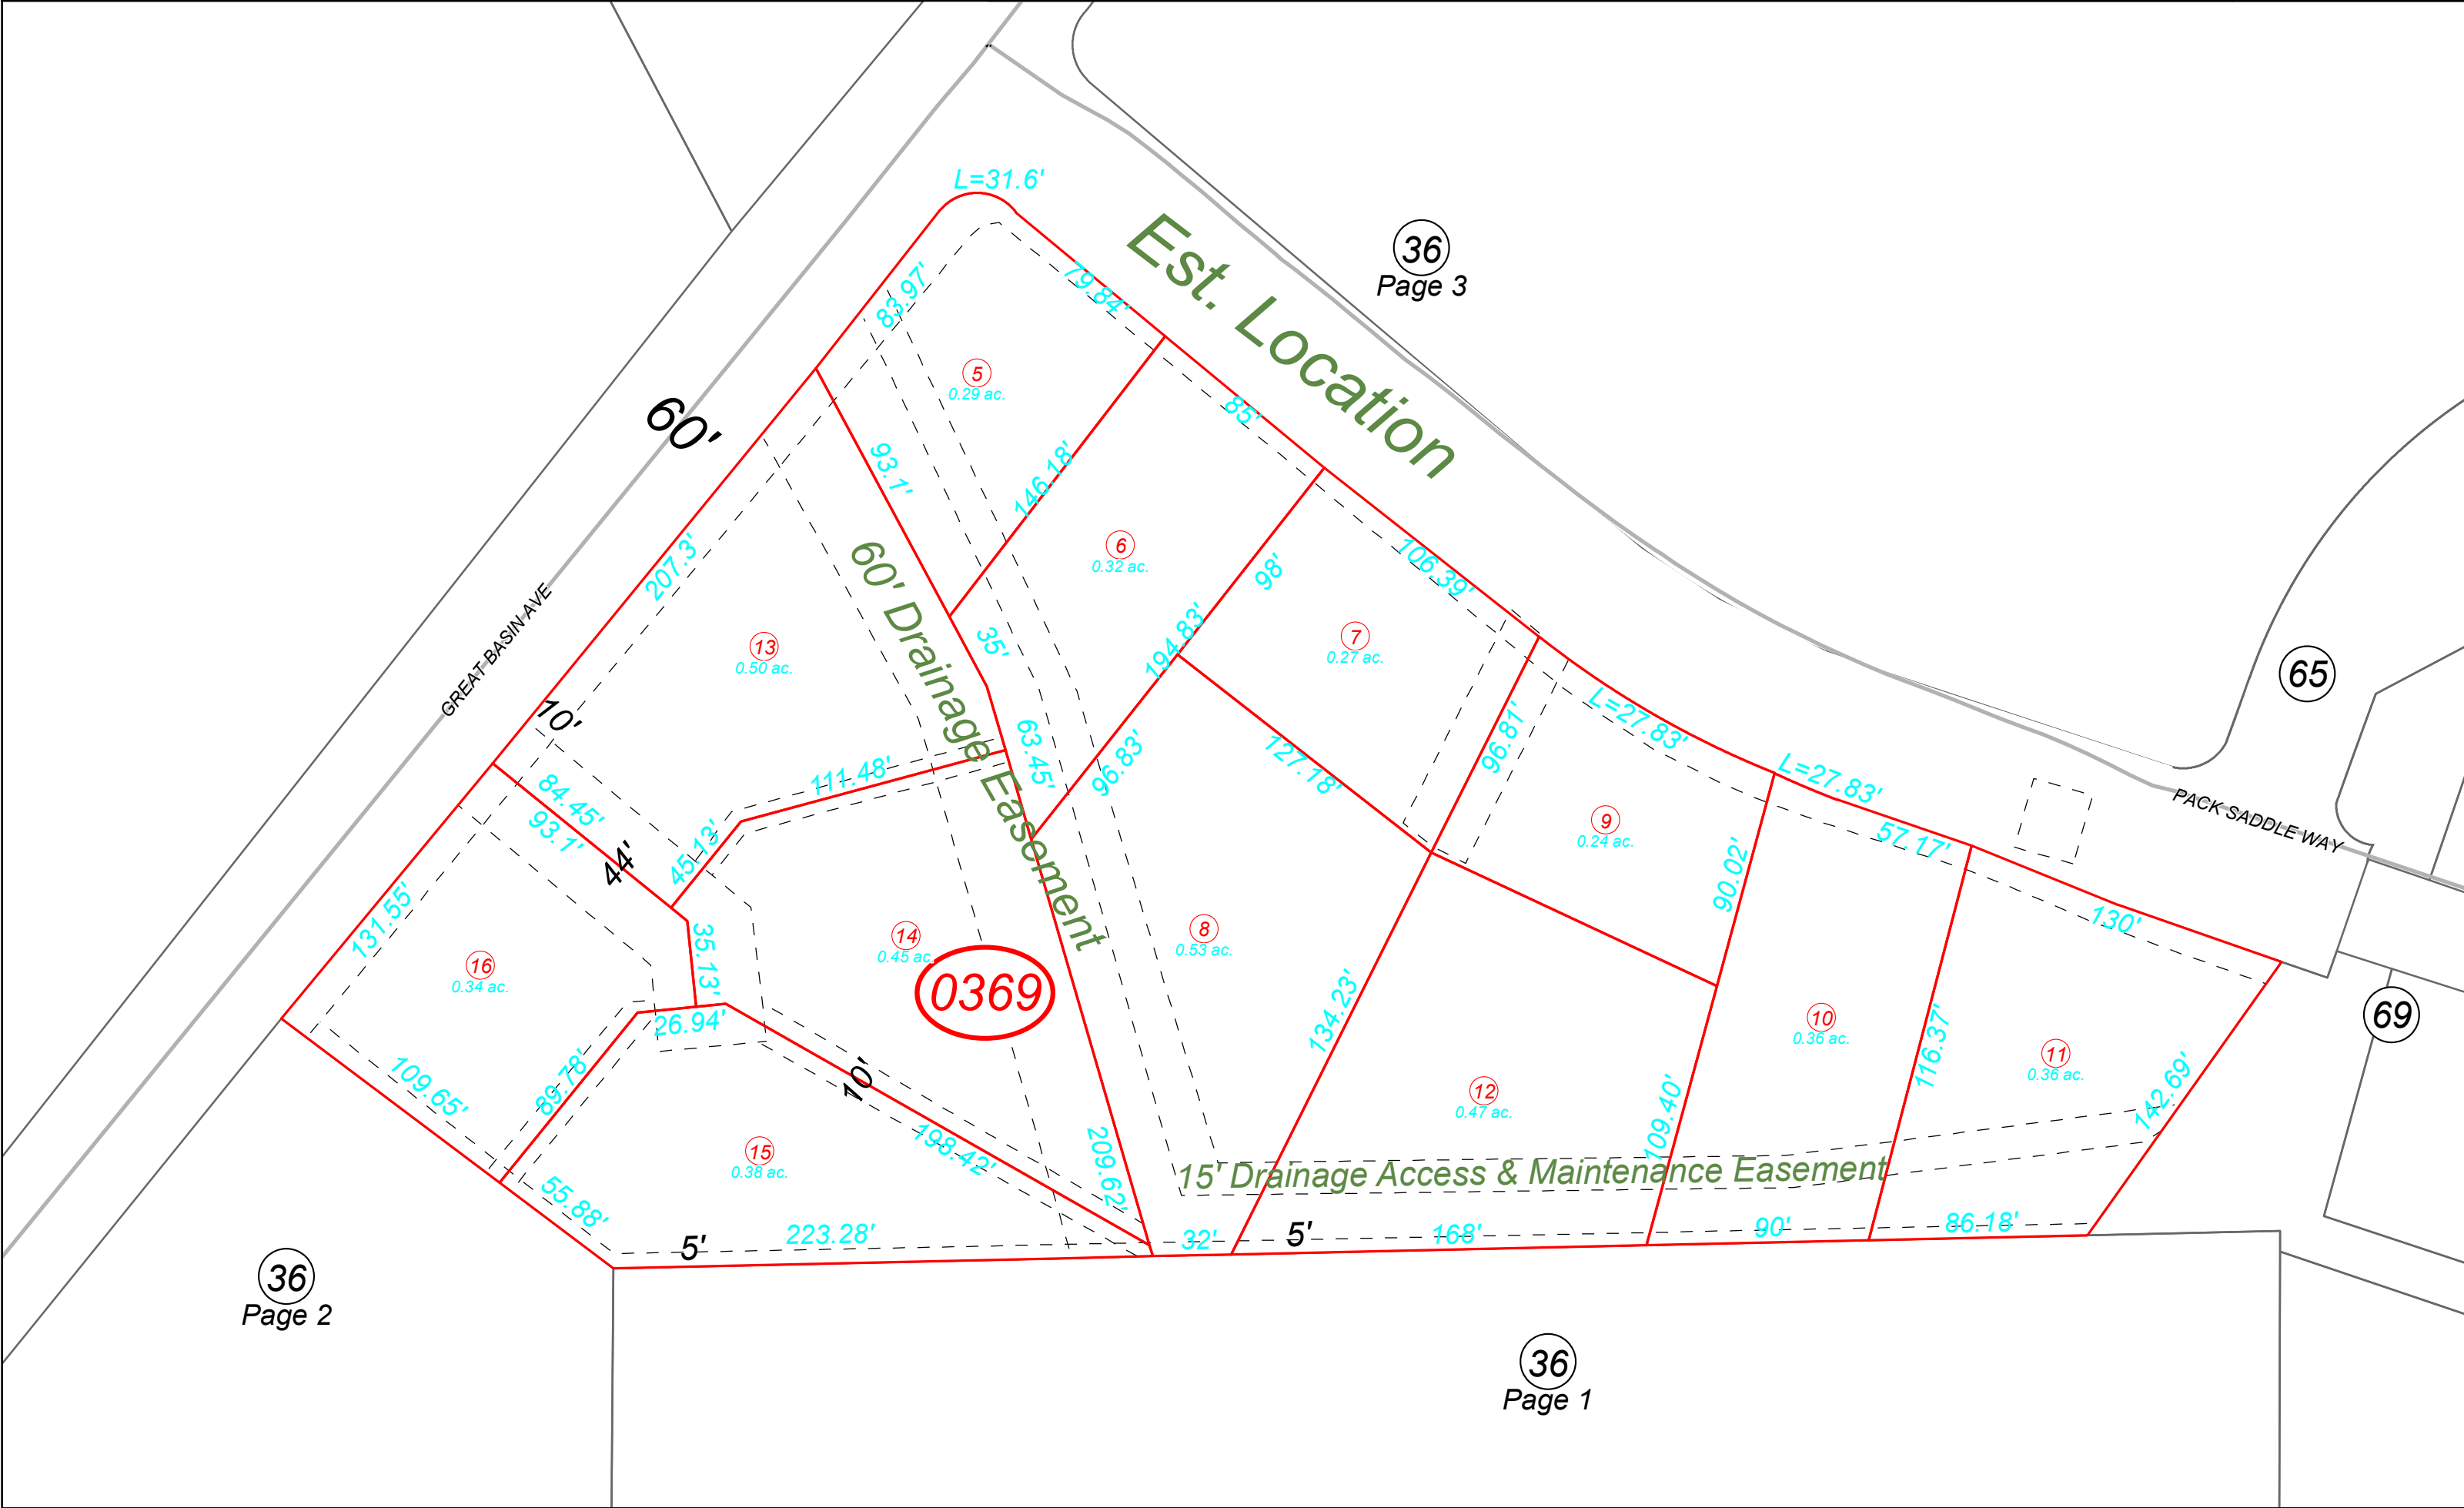 L=31.6'
Est. Location
36
Page 3
79.84'
83.97'
5
0.29 ac.
60'
85'
93.1'
146.18'
6
0.32 ac.
106.39'
98'
207.3'
60' Drainage Easement
GREAT BASIN AVE
13
0.50 ac.
35'
194.83'
7
0.27 ac.
65
10'
L=27.83'
96.81'
63.45'
96.83'
127.18'
111.48'
L=27.83'
PACK SADDLE WAY
84.45'
93.1'
44'
45.13'
9
0.24 ac.
57.17'
90.02'
131.55'
35.13'
14
0.45 ac.
8
0.53 ac.
130'
16
0.34 ac.
0369
134.23'
10
0.36 ac.
69
26.94'
116.37'
11
0.36 ac.
109.65'
89.78'
10'
12
0.47 ac.
142.69'
15
0.38 ac.
198.42'
209.62'
109.40'
15' Drainage Access & Maintenance Easement
55.88'
5'
223.28'
32'
5'
168'
90'
86.18'
36
Page 2
36
Page 1